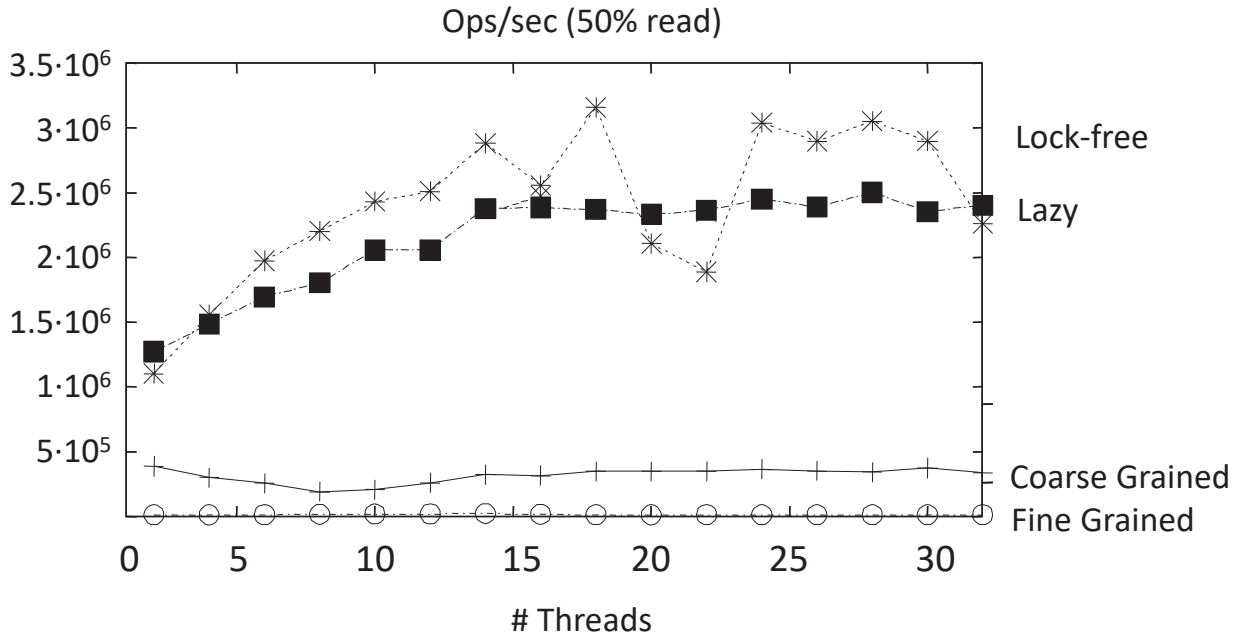 Ops/sec (50% read)
3.5·10⁶
3·10⁶
2.5·10⁶
2·10⁶
1.5·10⁶
1·10⁶
5·10⁵
Lock-free
Lazy
Coarse Grained
Fine Grained
0 5 10 15 20 25 30
# Threads